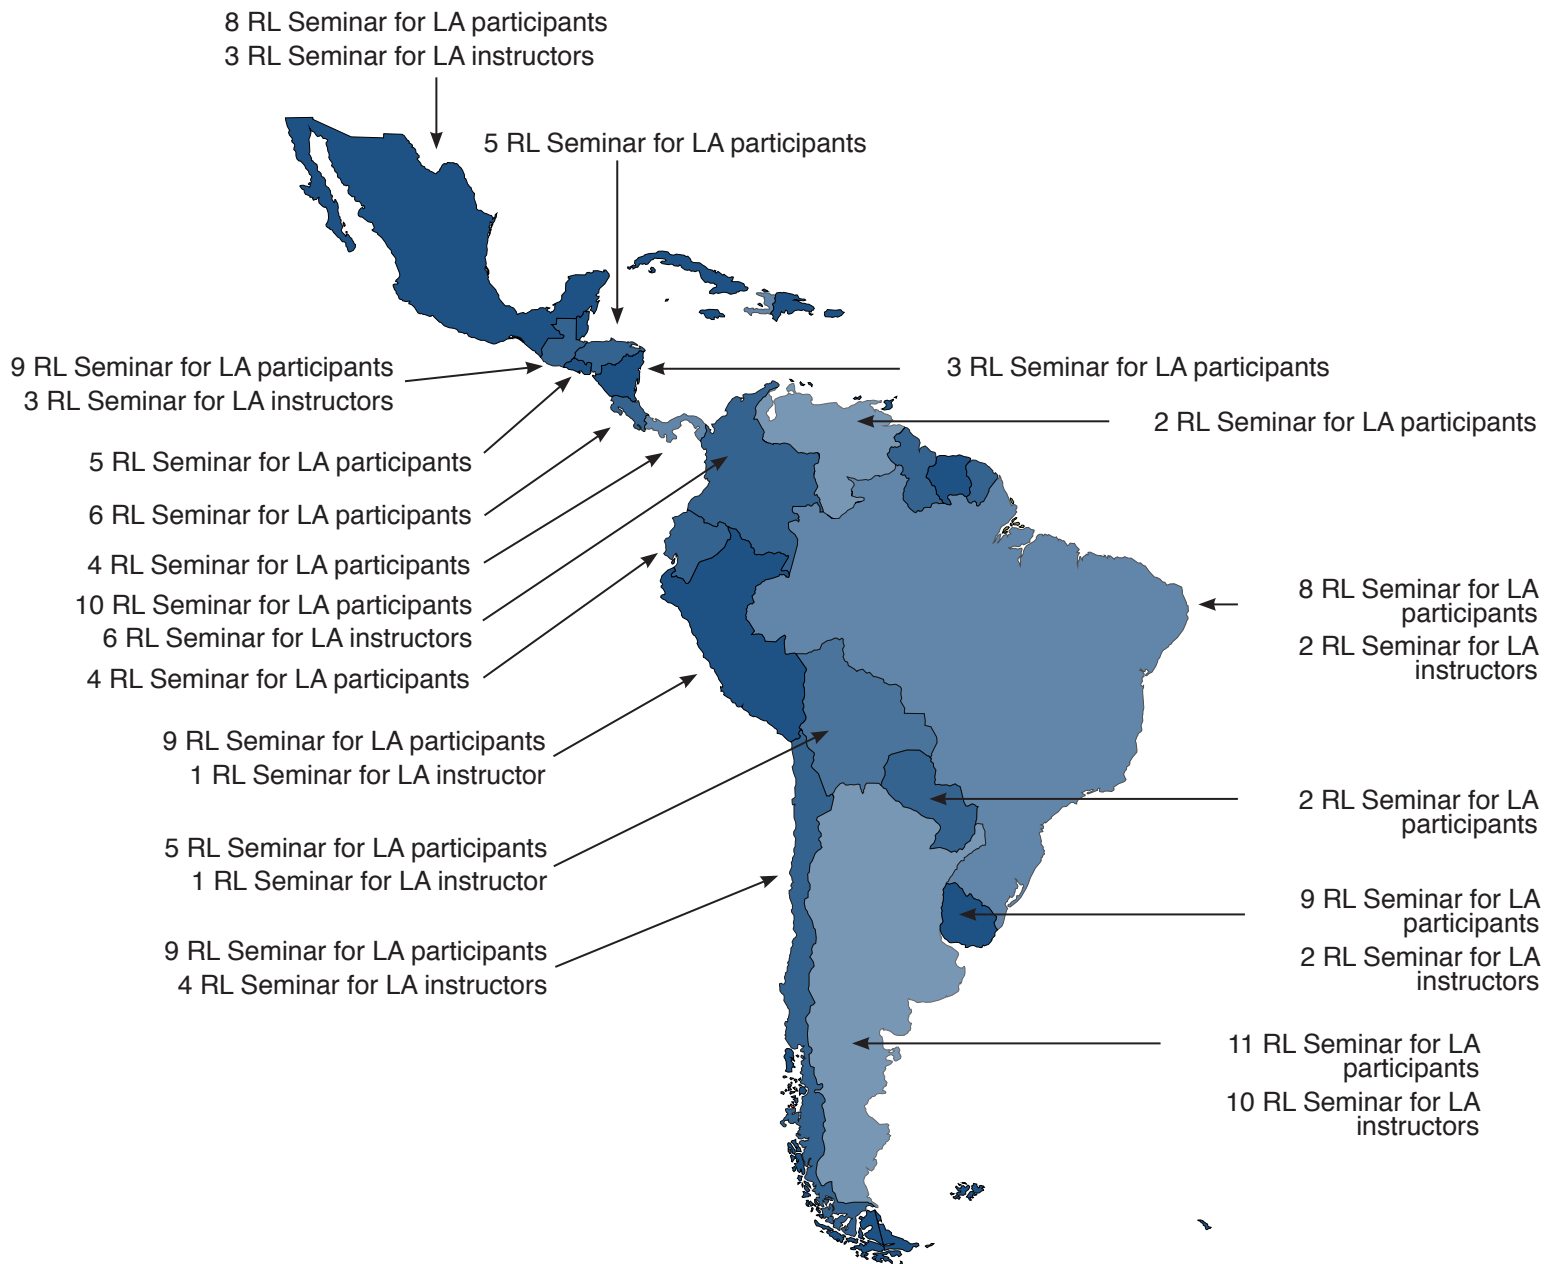 8 RL Seminar for LA participants
3 RL Seminar for LA instructors
5 RL Seminar for LA participants
9 RL Seminar for LA participants
3 RL Seminar for LA instructors
3 RL Seminar for LA participants
2 RL Seminar for LA participants
5 RL Seminar for LA participants
6 RL Seminar for LA participants
4 RL Seminar for LA participants
10 RL Seminar for LA participants
6 RL Seminar for LA instructors
4 RL Seminar for LA participants
8 RL Seminar for LA
participants
2 RL Seminar for LA
instructors
9 RL Seminar for LA participants
1 RL Seminar for LA instructor
2 RL Seminar for LA
participants
5 RL Seminar for LA participants
1 RL Seminar for LA instructor
9 RL Seminar for LA
participants
2 RL Seminar for LA
instructors
9 RL Seminar for LA participants
4 RL Seminar for LA instructors
11 RL Seminar for LA
participants
10 RL Seminar for LA
instructors